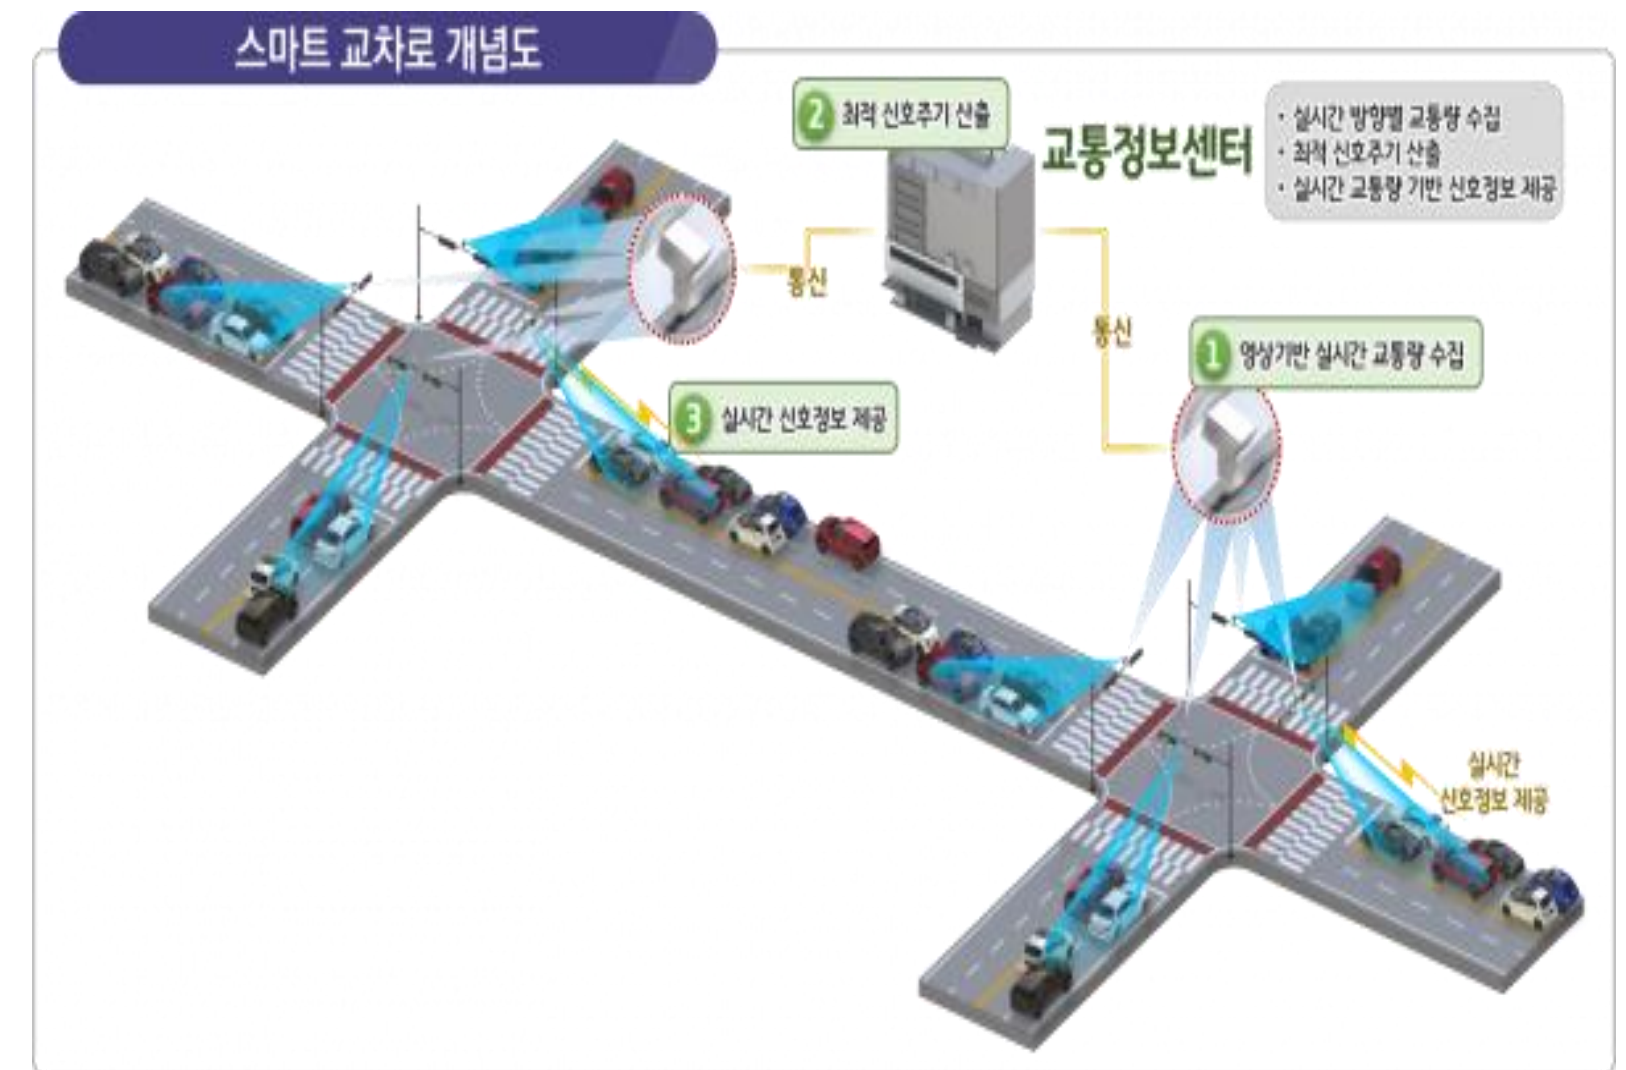 스마트 교차로 개념도
2 최적 신호주기 산출
교통정보센터
· 실시간 방향별 교통량 수집
· 최적 신호주기 산출
· 실시간 교통량 기반 신호정보 제공
통신
통신
1 영상기반 실시간 교통량 수집
3 실시간 신호정보 제공
실시간
신호정보 제공